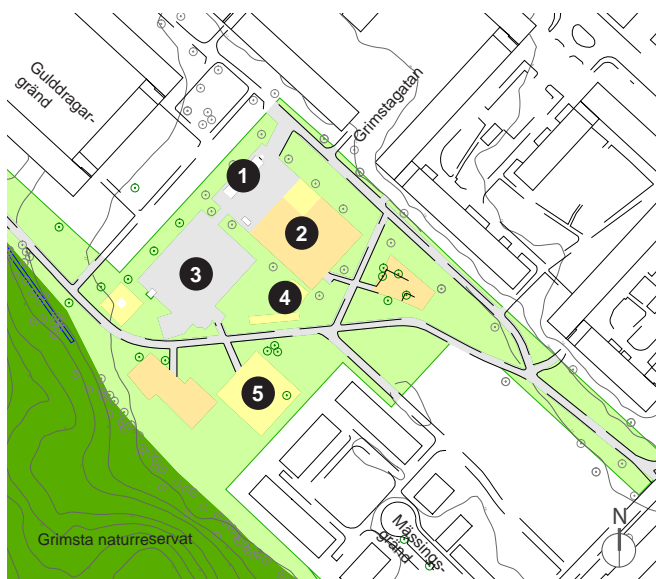 Gulddragar-
gränd
Grimstagatan
1
2
3
4
5
Grimsta naturreservat
Mässings-
gränd
N